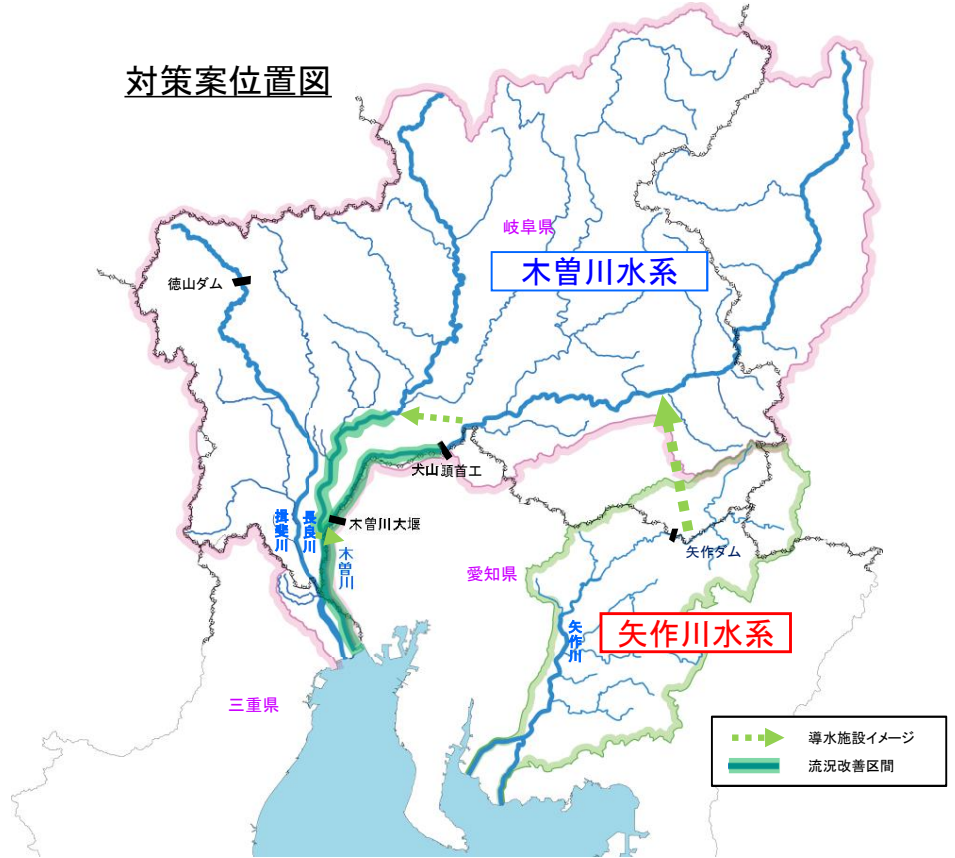 対策案位置図
岐阜県
木曽川水系
徳山ダム
犬山頭首工
揖斐川
長良川
木曽川大堰
木曽川
矢作ダム
愛知県
矢作川水系
矢作川
三重県
導水施設イメージ
流況改善区間